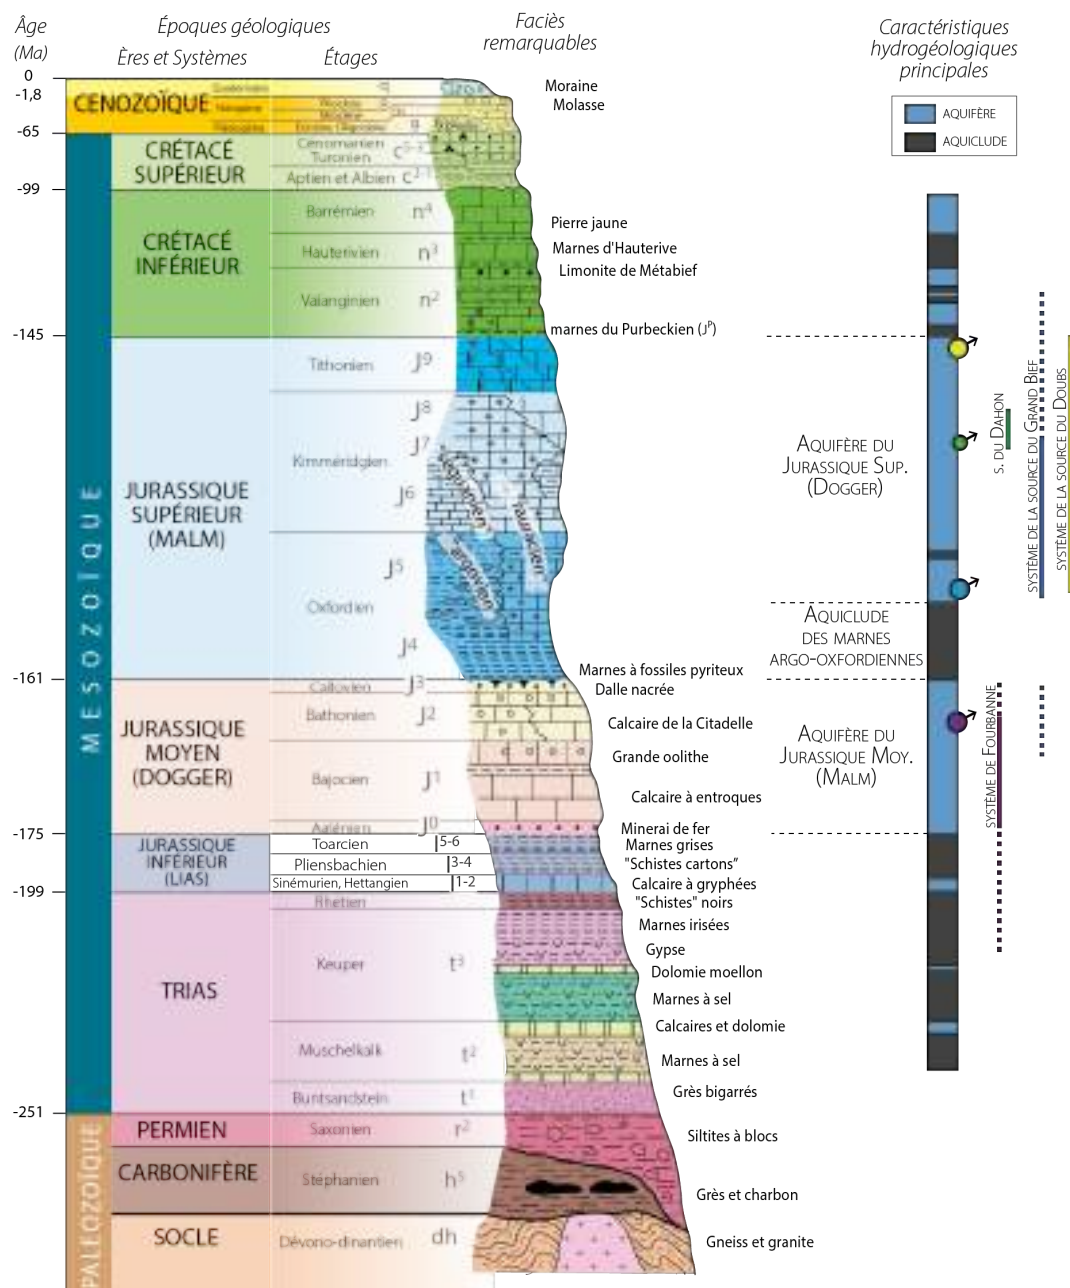 Âge
(Ma)
Époques géologiques
Ères et Systèmes
Étages
Faciès
remarquables
Caractéristiques
hydrogéologiques
principales
AQUIFÈRE
AQUICLUDE
0
-1,8
-65
-99
-145
-161
-175
-199
-251
MESOZOÏQUE
PALEOZOÏQUE
CENOZOÏQUE
CRÉTACÉ
SUPÉRIEUR
Cénomanien
Turonien
Aptien et Albien
CRÉTACÉ
INFÉRIEUR
Barrémien n4
Hauterivien n3
Valanginien n2
JURASSIQUE
SUPÉRIEUR
(MALM)
Tithonien J9
J8
J7
Kimméridgien
J6
J5
Oxfordien
J4
Séquanien
Rauracien
Argovien
JURASSIQUE
MOYEN
(DOGGER)
Callovien J3
Bathonien J2
Bajocien J1
Aalénien J0
JURASSIQUE
INFÉRIEUR
(LIAS)
Toarcien l5-6
Pliensbachien l3-4
Sinémurien, Hettangien l1-2
TRIAS
Rhétien
Keuper t3
Muschelkalk t2
Buntsandstein t1
PERMIEN
Saxonien r2
CARBONIFÈRE
Stéphanien h5
SOCLE
Dévono-dinantien dh
Moraine
Molasse
Pierre jaune
Marnes d'Hauterive
Limonite de Métabief
marnes du Purbeckien (JP)
Marnes à fossiles pyriteux
Dalle nacrée
Calcaire de la Citadelle
Grande oolithe
Calcaire à entroques
Minerai de fer
Marnes grises
"Schistes cartons"
Calcaire à gryphées
"Schistes" noirs
Marnes irisées
Gypse
Dolomie moellon
Marnes à sel
Calcaires et dolomie
Marnes à sel
Grès bigarrés
Siltites à blocs
Grès et charbon
Gneiss et granite
AQUIFÈRE DU
JURASSIQUE SUP.
(DOGGER)
AQUICLUDE
DES MARNES
ARGO-OXFORDIENNES
AQUIFÈRE DU
JURASSIQUE MOY.
(MALM)
S. DU DAHON
SYSTÈME DE LA SOURCE DU GRAND BIEF
SYSTÈME DE LA SOURCE DU DOUBS
SYSTÈME DE FOURBANNE